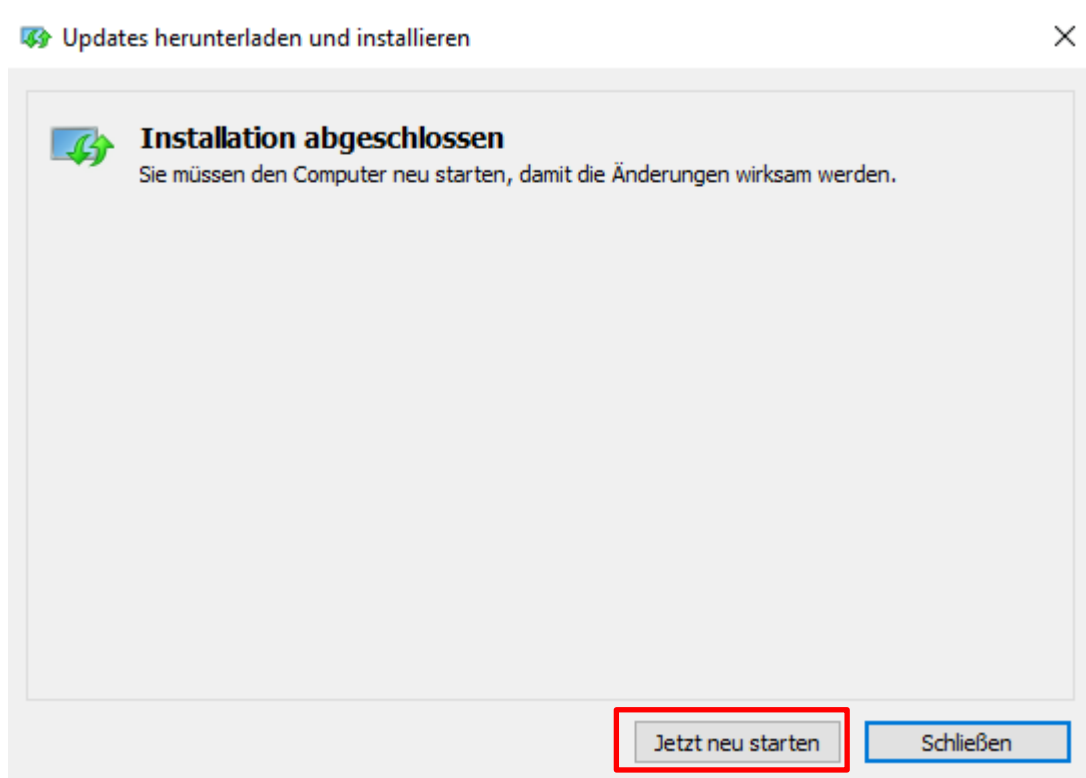 Updates herunterladen und installieren
Installation abgeschlossen
Sie müssen den Computer neu starten, damit die Änderungen wirksam werden.
Jetzt neu starten
Schließen